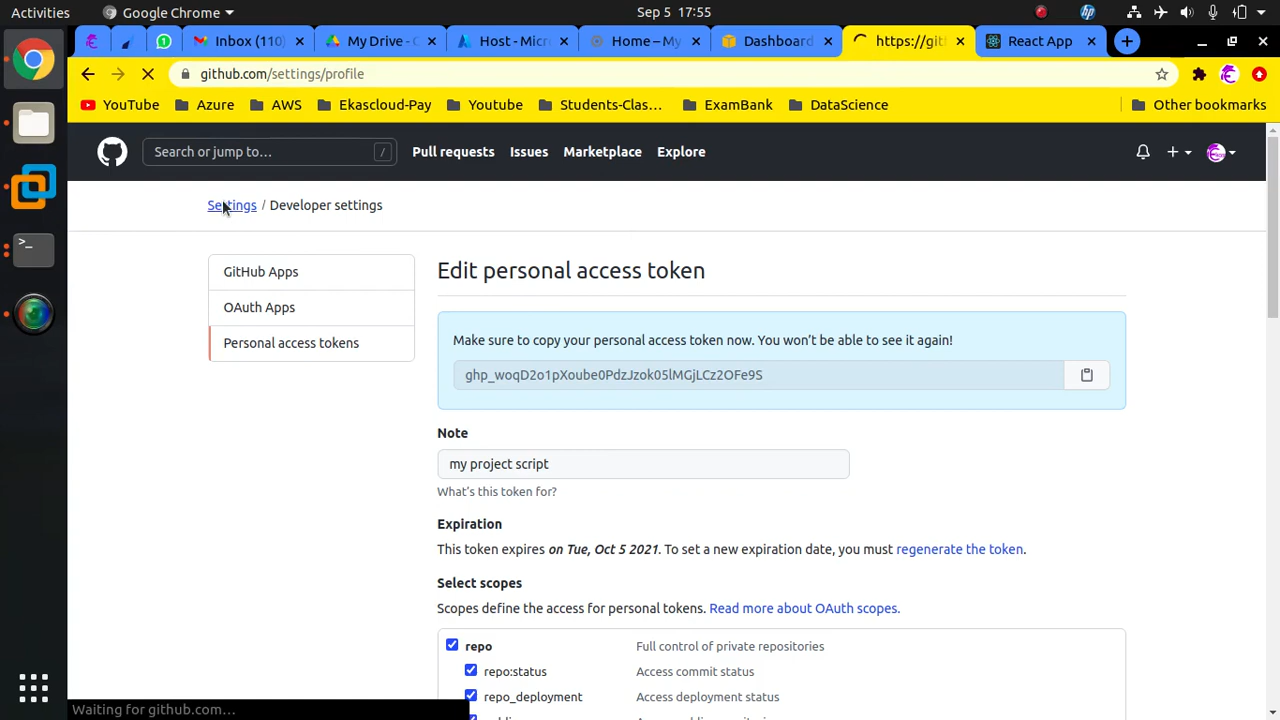 Activities
Google Chrome
Sep 5 17:55
Inbox (110)
My Drive - G
Host - Micr
Home – My
Dashboard
https://gith
React App
github.com/settings/profile
YouTube
Azure
AWS
Ekascloud-Pay
Youtube
Students-Clas…
ExamBank
DataScience
Other bookmarks
Search or jump to…
/
Pull requests
Issues
Marketplace
Explore
Settings / Developer settings
GitHub Apps
OAuth Apps
Personal access tokens
Edit personal access token
Make sure to copy your personal access token now. You won't be able to see it again!
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
Note
my project script
What's this token for?
Expiration
This token expires on Tue, Oct 5 2021. To set a new expiration date, you must regenerate the token.
Select scopes
Scopes define the access for personal tokens. Read more about OAuth scopes.
repo
Full control of private repositories
repo:status
Access commit status
repo_deployment
Access deployment status
Waiting for github.com…